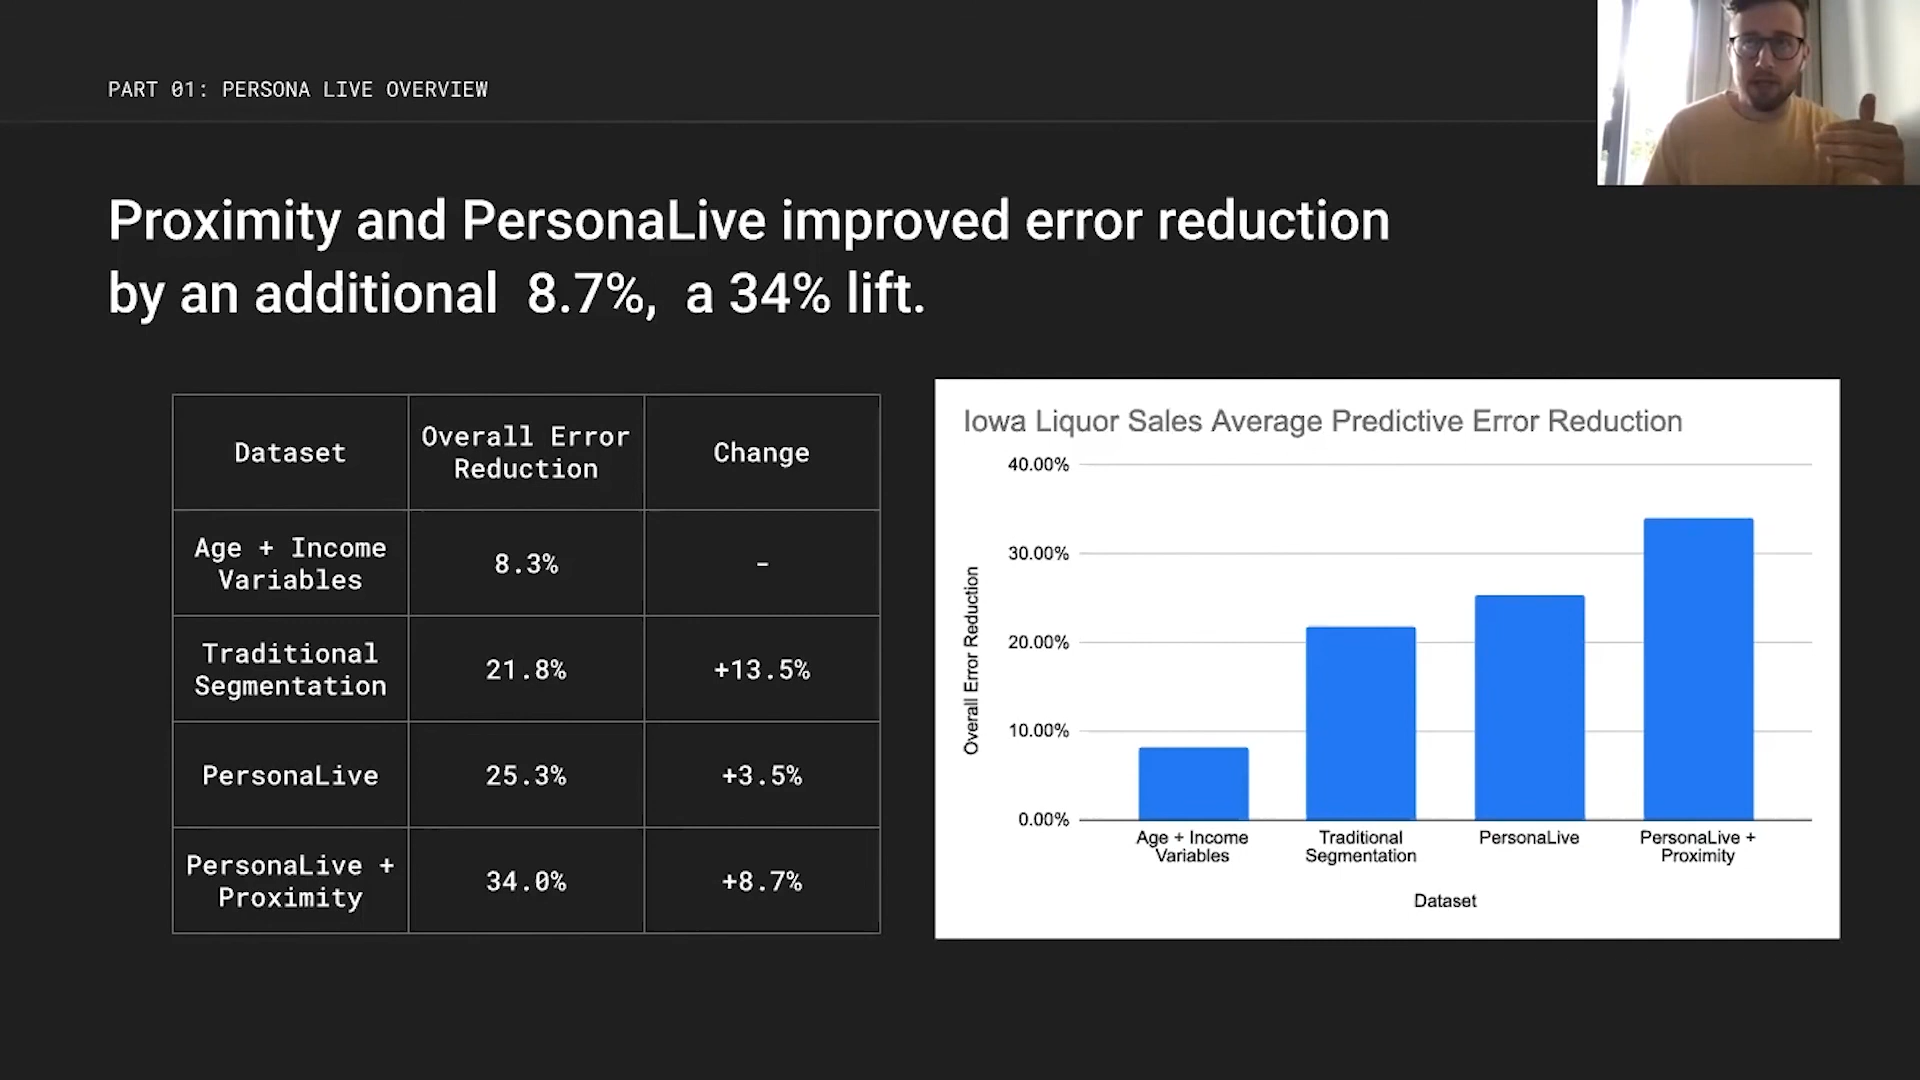 PART 01: PERSONA LIVE OVERVIEW
Proximity and PersonaLive improved error reduction
by an additional 8.7%, a 34% lift.
Dataset
Overall Error
Reduction
Change
Age + Income
Variables
8.3%
-
Traditional
Segmentation
21.8%
+13.5%
PersonaLive
25.3%
+3.5%
PersonaLive +
Proximity
34.0%
+8.7%
Iowa Liquor Sales Average Predictive Error Reduction
Overall Error Reduction
40.00%
30.00%
20.00%
10.00%
0.00%
Age + Income
Variables
Traditional
Segmentation
PersonaLive
PersonaLive +
Proximity
Dataset